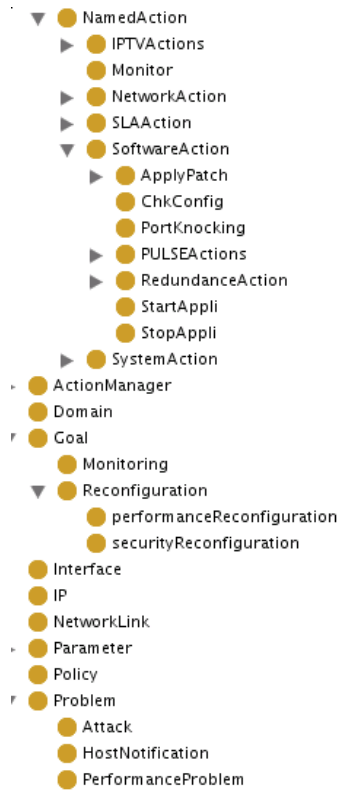 NamedAction
IPTVActions
Monitor
NetworkAction
SLAAction
SoftwareAction
ApplyPatch
ChkConfig
PortKnocking
PULSEActions
RedundanceAction
StartAppli
StopAppli
SystemAction
ActionManager
Domain
Goal
Monitoring
Reconfiguration
performanceReconfiguration
securityReconfiguration
Interface
IP
NetworkLink
Parameter
Policy
Problem
Attack
HostNotification
PerformanceProblem